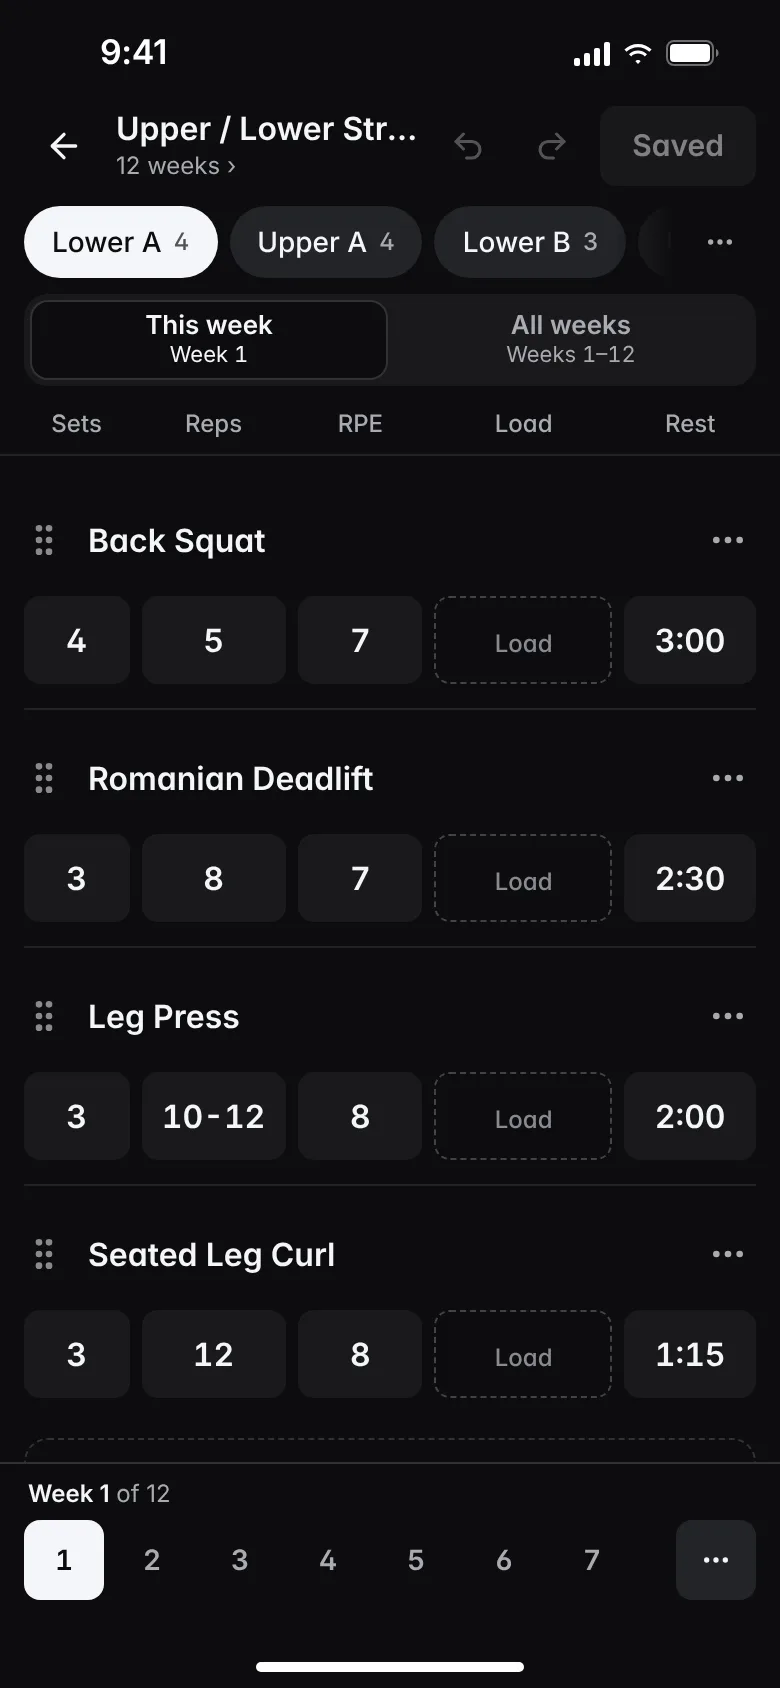 9:41
Upper / Lower Str...
12 weeks ›
Saved
Lower A 4
Upper A 4
Lower B 3
This week
Week 1
All weeks
Weeks 1–12
Sets Reps RPE Load Rest
Back Squat
4 5 7 Load 3:00
Romanian Deadlift
3 8 7 Load 2:30
Leg Press
3 10-12 8 Load 2:00
Seated Leg Curl
3 12 8 Load 1:15
Week 1 of 12
1 2 3 4 5 6 7